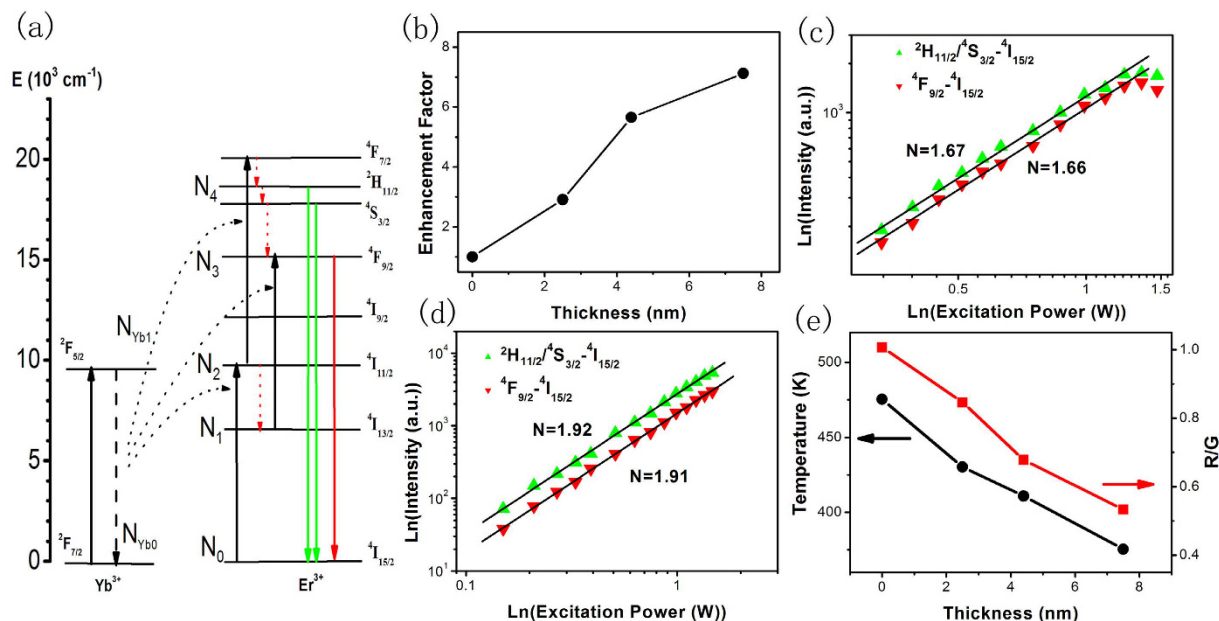 (a)
E (10³ cm⁻¹)
20
15
10
5
0
²F₅/₂
²F₇/₂
Yb³⁺
N_Yb1
N_Yb0
N₄
N₃
N₂
N₁
N₀
⁴F₇/₂
²H₁₁/₂
⁴S₃/₂
⁴F₉/₂
⁴I₉/₂
⁴I₁₁/₂
⁴I₁₃/₂
⁴I₁₅/₂
Er³⁺
(b)
Enhancement Factor
8
6
4
2
0 2 4 6 8
Thickness (nm)
(c)
²H₁₁/₂/⁴S₃/₂-⁴I₁₅/₂
⁴F₉/₂-⁴I₁₅/₂
Ln(Intensity (a.u.))
10³
N=1.67
N=1.66
0.5 1 1.5
Ln(Excitation Power (W))
(d)
²H₁₁/₂/⁴S₃/₂-⁴I₁₅/₂
⁴F₉/₂-⁴I₁₅/₂
Ln(Intensity (a.u.))
10⁴
10³
10²
10¹
N=1.92
N=1.91
0.1 1
Ln(Excitation Power (W))
(e)
Temperature (K)
500
450
400
R/G
1.0
0.8
0.6
0.4
0 2 4 6 8
Thickness (nm)